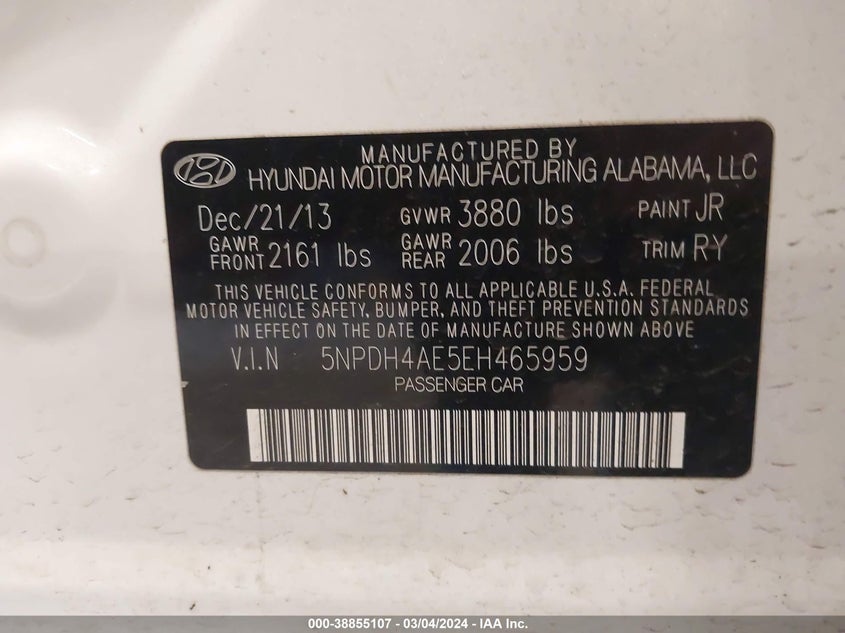 MANUFACTURED BY
HYUNDAI MOTOR MANUFACTURING ALABAMA, LLC
Dec/21/13 GVWR 3880 lbs PAINT JR
GAWR FRONT 2161 lbs GAWR REAR 2006 lbs TRIM RY
THIS VEHICLE CONFORMS TO ALL APPLICABLE U.S.A. FEDERAL
MOTOR VEHICLE SAFETY, BUMPER, AND THEFT PREVENTION STANDARDS
IN EFFECT ON THE DATE OF MANUFACTURE SHOWN ABOVE
V.I.N 5NPDH4AE5EH465959
PASSENGER CAR
000-38855107 - 03/04/2024 - IAA Inc.